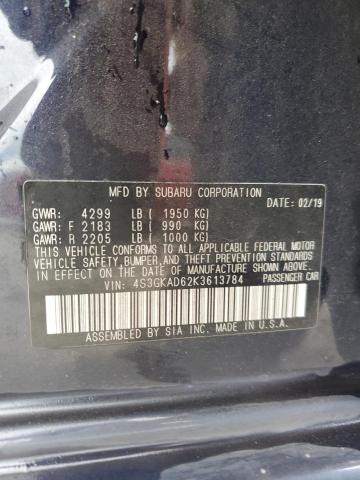 MFD BY SUBARU CORPORATION
DATE: 02/19
GVWR: 4299 LB ( 1950 KG)
GAWR: F 2183 LB ( 990 KG)
GAWR: R 2205 LB ( 1000 KG)
THIS VEHICLE CONFORMS TO ALL APPLICABLE FEDERAL MOTOR
VEHICLE SAFETY, BUMPER, AND THEFT PREVENTION STANDARDS
IN EFFECT ON THE DATE OF MANUFACTURE SHOWN ABOVE.
VIN: 4S3GKAD62K3613784 PASSENGER CAR
ASSEMBLED BY SIA INC. MADE IN U.S.A.